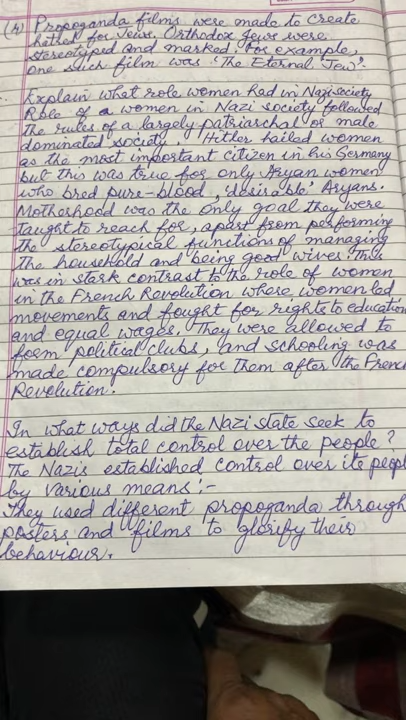 (4) Propoganda films were made to create
hatred for Jews. Orthodox Jews were
stereotyped and marked. For example,
one such film was 'The Eternal Jew'.
Explain what role women had in Nazi society
Role of a women in Nazi society followed
the rules of a largely patriarchal or male
dominated society. Hitler hailed women
as the most important citizen in his Germany
but this was true for only Aryan women
who bred pure-blood, 'desirable' Aryans.
Motherhood was the only goal they were
taught to reach for, apart from performing
the stereotypical functions of managing
the household and being good wives. This
was in stark contrast to the role of women
in the French Revolution whose women led
movements and fought for rights to education
and equal wages. They were allowed to
form political clubs, and schooling was
made compulsory for them after the French
Revolution.
In what ways did the Nazi state seek to
establish total control over the people?
The Nazis established control over its peopl
by various means:-
They used different propoganda through
posters and films to glorify their
behaviour.